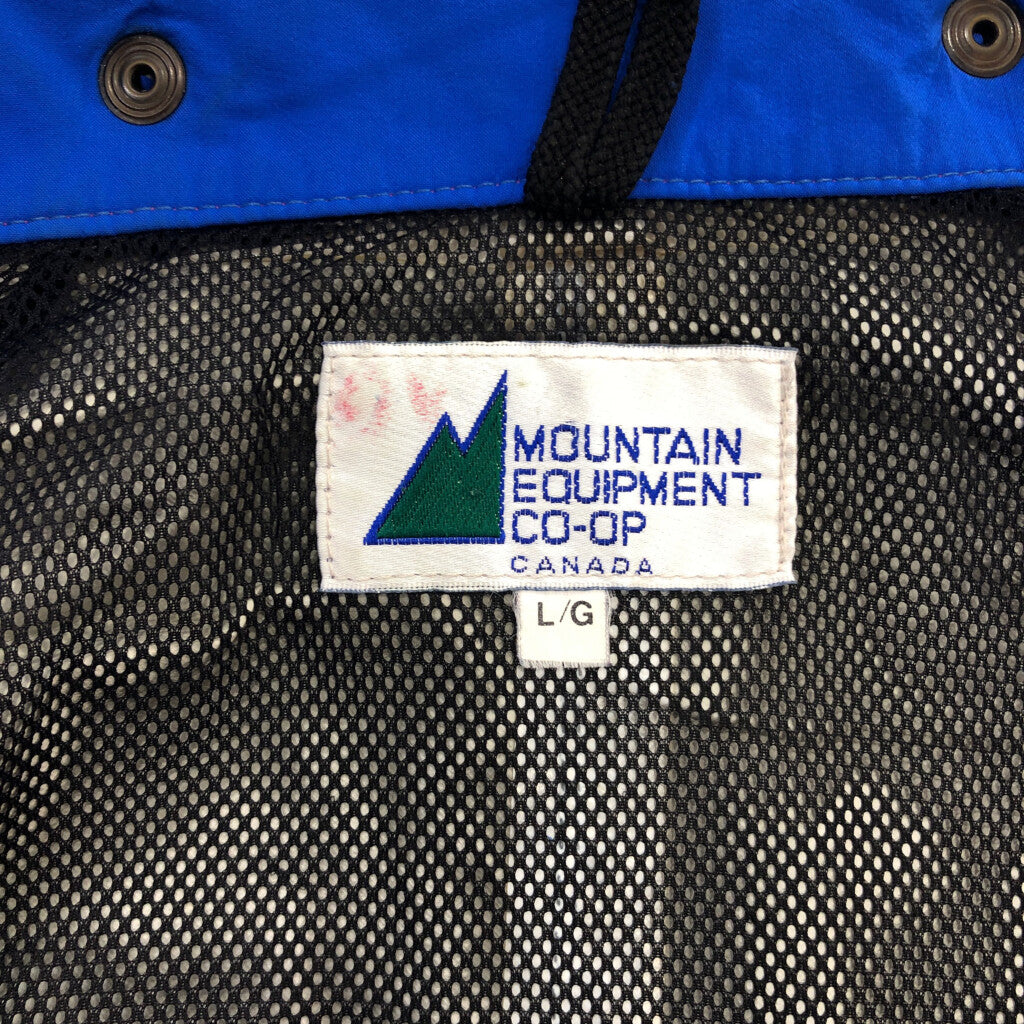 MOUNTAIN
EQUIPMENT
CO-OP
CANADA
L/G